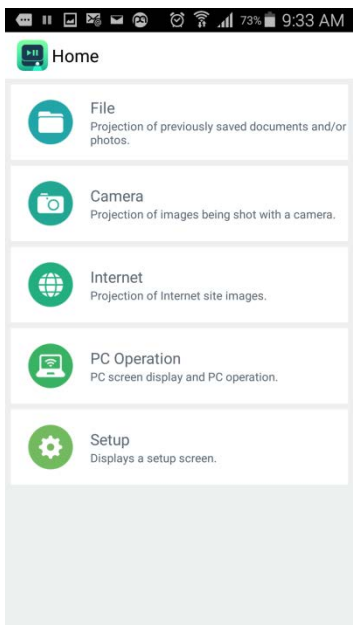 73% 9:33 AM
Home
File
Projection of previously saved documents and/or
photos.
Camera
Projection of images being shot with a camera.
Internet
Projection of Internet site images.
PC Operation
PC screen display and PC operation.
Setup
Displays a setup screen.